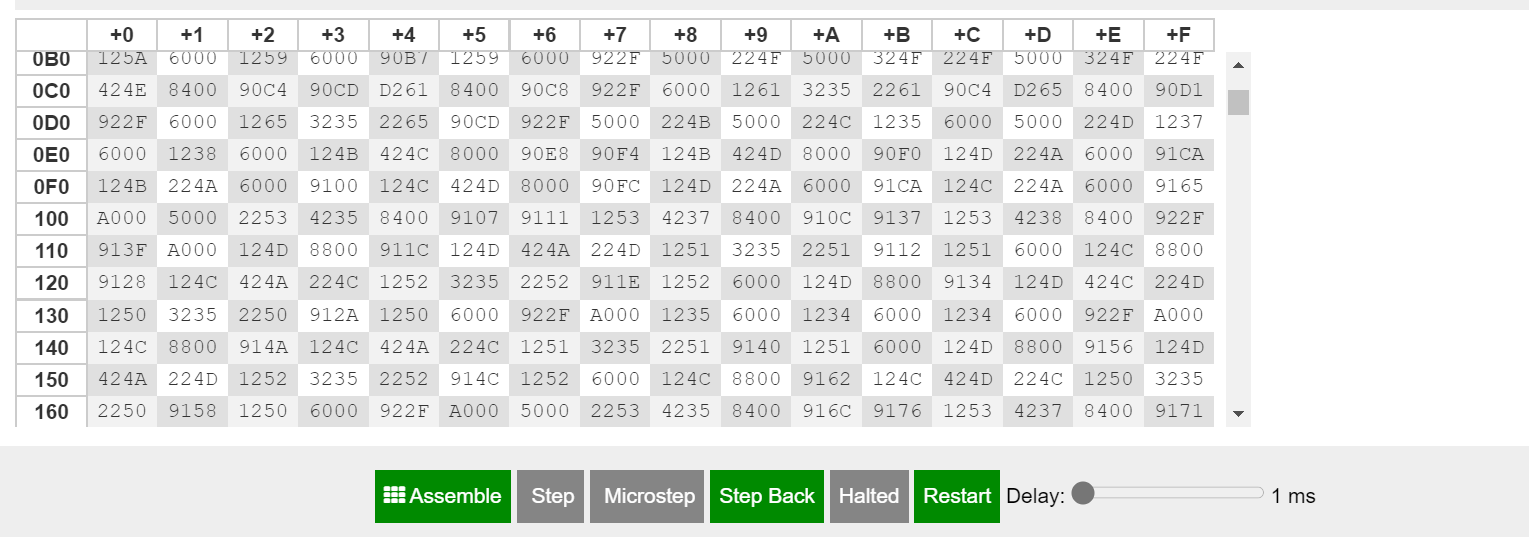 +0 +1 +2 +3 +4 +5 +6 +7 +8 +9 +A +B +C +D +E +F
0B0 125A 6000 1259 6000 90B7 1259 6000 922F 5000 224F 5000 324F 224F 5000 324F 224F
0C0 424E 8400 90C4 90CD D261 8400 90C8 922F 6000 1261 3235 2261 90C4 D265 8400 90D1
0D0 922F 6000 1265 3235 2265 90CD 922F 5000 224B 5000 224C 1235 6000 5000 224D 1237
0E0 6000 1238 6000 124B 424C 8000 90E8 90F4 124B 424D 8000 90F0 124D 224A 6000 91CA
0F0 124B 224A 6000 9100 124C 424D 8000 90FC 124D 224A 6000 91CA 124C 224A 6000 9165
100 A000 5000 2253 4235 8400 9107 9111 1253 4237 8400 910C 9137 1253 4238 8400 922F
110 913F A000 124D 8800 911C 124D 424A 224D 1251 3235 2251 9112 1251 6000 124C 8800
120 9128 124C 424A 224C 1252 3235 2252 911E 1252 6000 124D 8800 9134 124D 424C 224D
130 1250 3235 2250 912A 1250 6000 922F A000 1235 6000 1234 6000 1234 6000 922F A000
140 124C 8800 914A 124C 424A 224C 1251 3235 2251 9140 1251 6000 124D 8800 9156 124D
150 424A 224D 1252 3235 2252 914C 1252 6000 124C 8800 9162 124C 424D 224C 1250 3235
160 2250 9158 1250 6000 922F A000 5000 2253 4235 8400 916C 9176 1253 4237 8400 9171
Assemble Step Microstep Step Back Halted Restart Delay: 1 ms